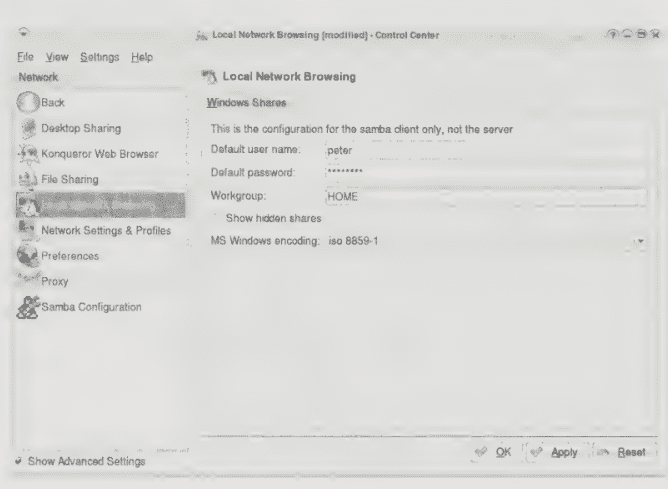 Local Network Browsing [modified] - Control Center
File View Settings Help
Network
Back
Desktop Sharing
Konqueror Web Browser
File Sharing
Network Settings & Profiles
Preferences
Proxy
Samba Configuration
Show Advanced Settings
Local Network Browsing
Windows Shares
This is the configuration for the samba client only, not the server
Default user name: peter
Default password: ********
Workgroup: HOME
Show hidden shares
MS Windows encoding: iso 8859-1
OK Apply Reset